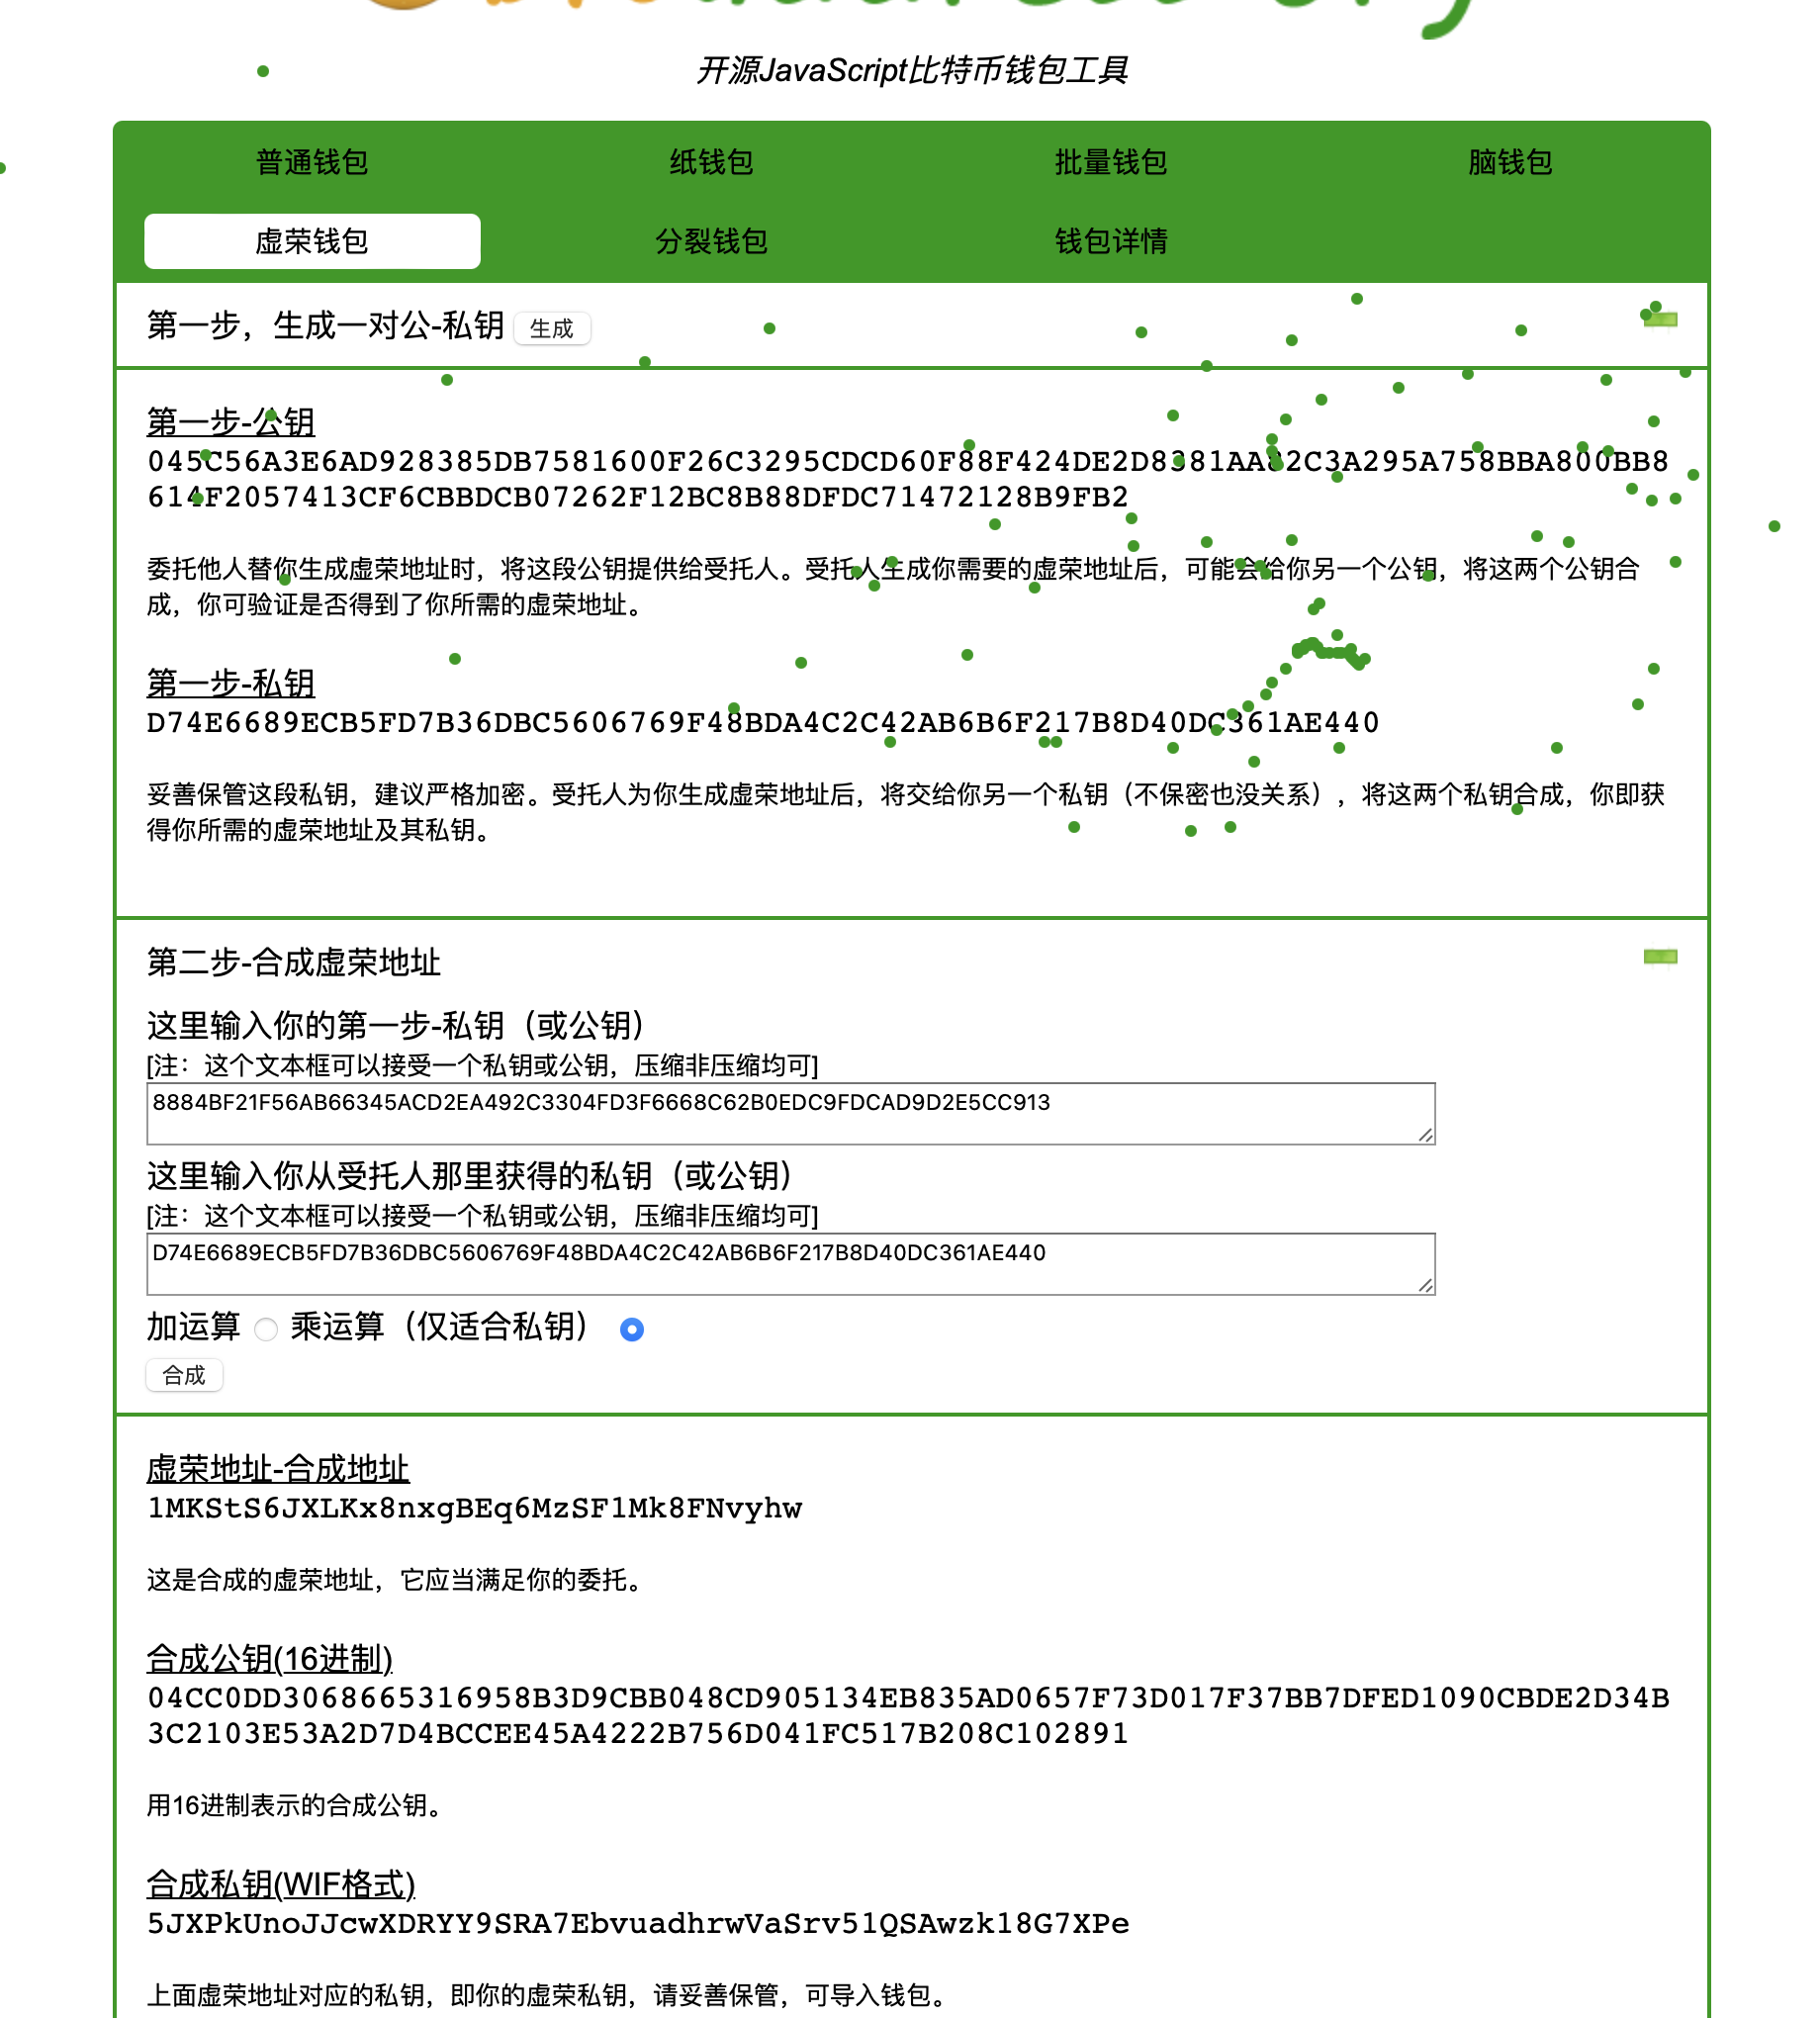 开源JavaScript比特币钱包工具
普通钱包 纸钱包 批量钱包 脑钱包
虚荣钱包 分裂钱包 钱包详情
第一步，生成一对公-私钥 生成
第一步-公钥
045C56A3E6AD928385DB7581600F26C3295CDCD60F88F424DE2D8381AA82C3A295A758BBA800BB8
614F2057413CF6CBBDCB07262F12BC8B88DFDC71472128B9FB2
委托他人替你生成虚荣地址时，将这段公钥提供给受托人。受托人生成你需要的虚荣地址后，可能会给你另一个公钥，将这两个公钥合
成，你可验证是否得到了你所需的虚荣地址。
第一步-私钥
D74E6689ECB5FD7B36DBC5606769F48BDA4C2C42AB6B6F217B8D40DC361AE440
妥善保管这段私钥，建议严格加密。受托人为你生成虚荣地址后，将交给你另一个私钥（不保密也没关系），将这两个私钥合成，你即获
得你所需的虚荣地址及其私钥。
第二步-合成虚荣地址
这里输入你的第一步-私钥（或公钥）
[注：这个文本框可以接受一个私钥或公钥，压缩非压缩均可]
8884BF21F56AB66345ACD2EA492C3304FD3F6668C62B0EDC9FDCAD9D2E5CC913
这里输入你从受托人那里获得的私钥（或公钥）
[注：这个文本框可以接受一个私钥或公钥，压缩非压缩均可]
D74E6689ECB5FD7B36DBC5606769F48BDA4C2C42AB6B6F217B8D40DC361AE440
加运算 乘运算（仅适合私钥）
合成
虚荣地址-合成地址
1MKStS6JXLKx8nxgBEq6MzSF1Mk8FNvyhw
这是合成的虚荣地址，它应当满足你的委托。
合成公钥(16进制)
04CC0DD3068665316958B3D9CBB048CD905134EB835AD0657F73D017F37BB7DFED1090CBDE2D34B
3C2103E53A2D7D4BCCEE45A4222B756D041FC517B208C102891
用16进制表示的合成公钥。
合成私钥(WIF格式)
5JXPkUnoJJcwXDRYY9SRA7EbvuadhrwVaSrv51QSAwzk18G7XPe
上面虚荣地址对应的私钥，即你的虚荣私钥，请妥善保管，可导入钱包。